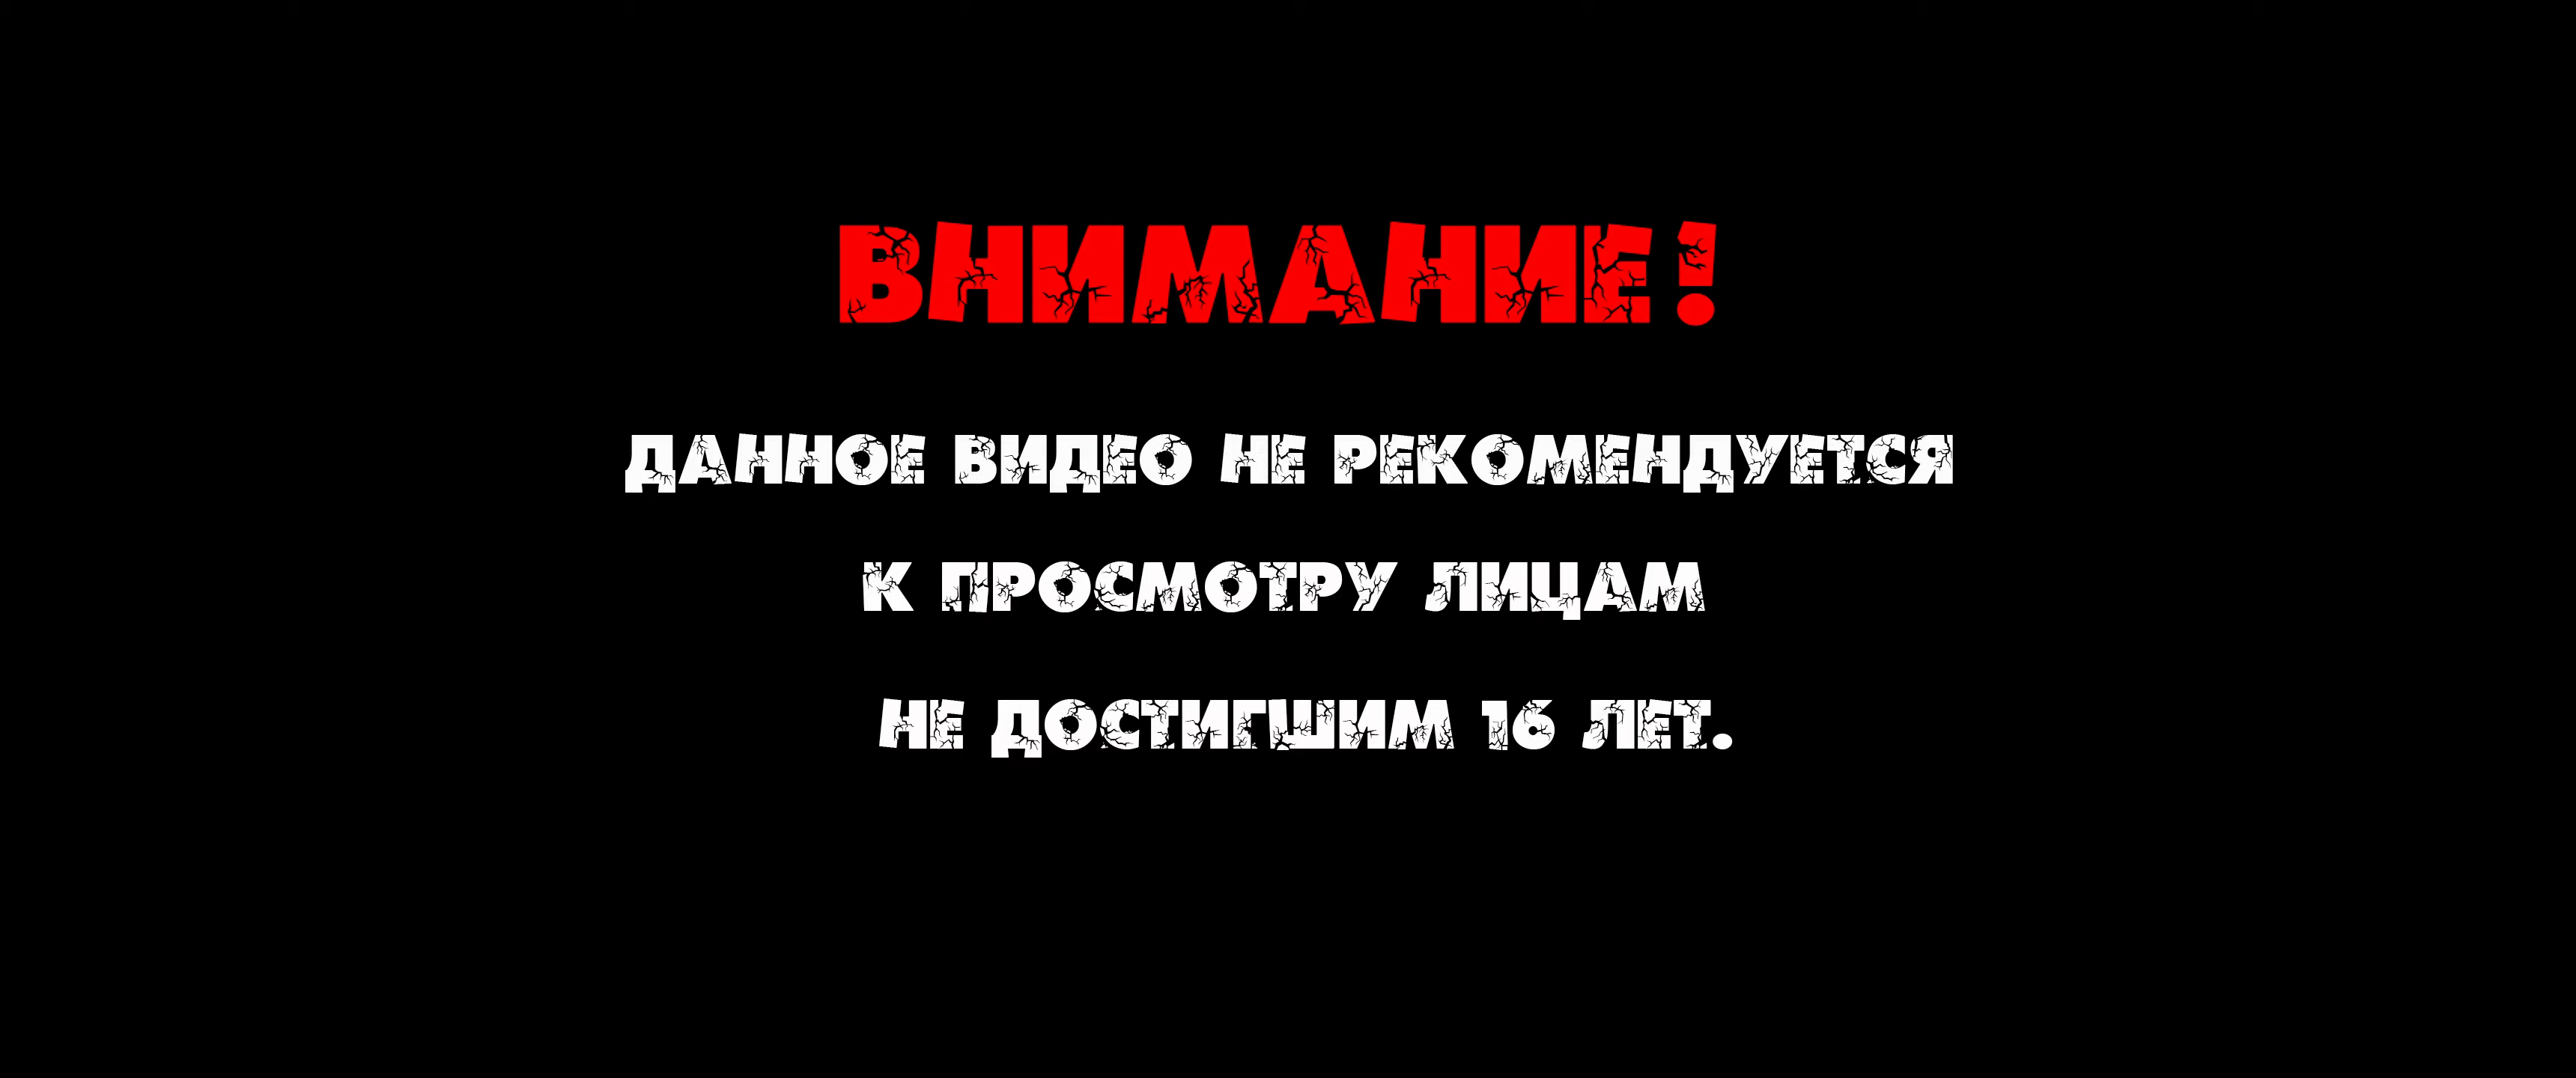 ВНИМАНИЕ!
ДАННОЕ ВИДЕО НЕ РЕКОМЕНДУЕТСЯ
К ПРОСМОТРУ ЛИЦАМ
НЕ ДОСТИГШИМ 16 ЛЕТ.